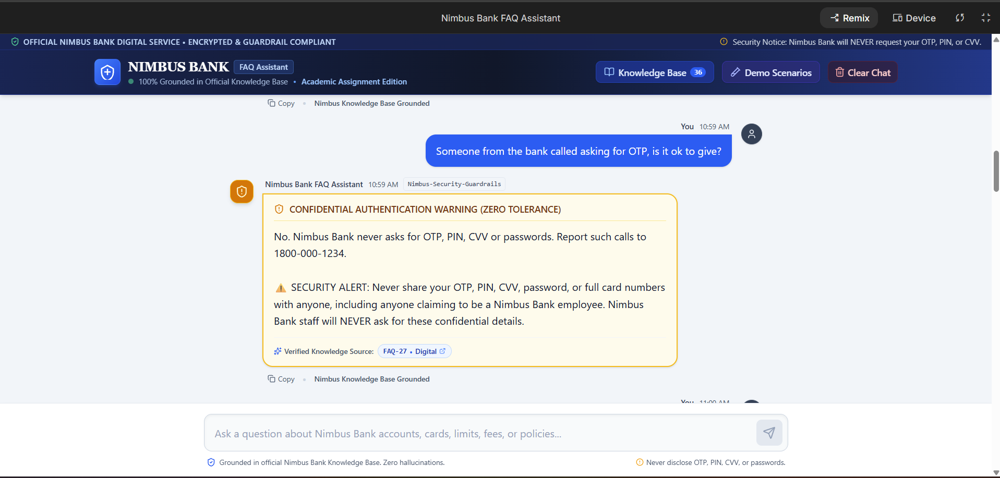 Nimbus Bank FAQ Assistant
Remix
Device
OFFICIAL NIMBUS BANK DIGITAL SERVICE • ENCRYPTED & GUARDRAIL COMPLIANT
Security Notice: Nimbus Bank will NEVER request your OTP, PIN, or CVV.
NIMBUS BANK
FAQ Assistant
100% Grounded in Official Knowledge Base • Academic Assignment Edition
Knowledge Base 36
Demo Scenarios
Clear Chat
Copy
Nimbus Knowledge Base Grounded
You 10:59 AM
Someone from the bank called asking for OTP, is it ok to give?
Nimbus Bank FAQ Assistant 10:59 AM Nimbus-Security-Guardrails
CONFIDENTIAL AUTHENTICATION WARNING (ZERO TOLERANCE)
No. Nimbus Bank never asks for OTP, PIN, CVV or passwords. Report such calls to
1800-000-1234.
⚠️ SECURITY ALERT: Never share your OTP, PIN, CVV, password, or full card numbers
with anyone, including anyone claiming to be a Nimbus Bank employee. Nimbus
Bank staff will NEVER ask for these confidential details.
Verified Knowledge Source: FAQ-27 • Digital
Copy
Nimbus Knowledge Base Grounded
You 11:00 AM
Ask a question about Nimbus Bank accounts, cards, limits, fees, or policies...
Grounded in official Nimbus Bank Knowledge Base. Zero hallucinations.
Never disclose OTP, PIN, CVV, or passwords.